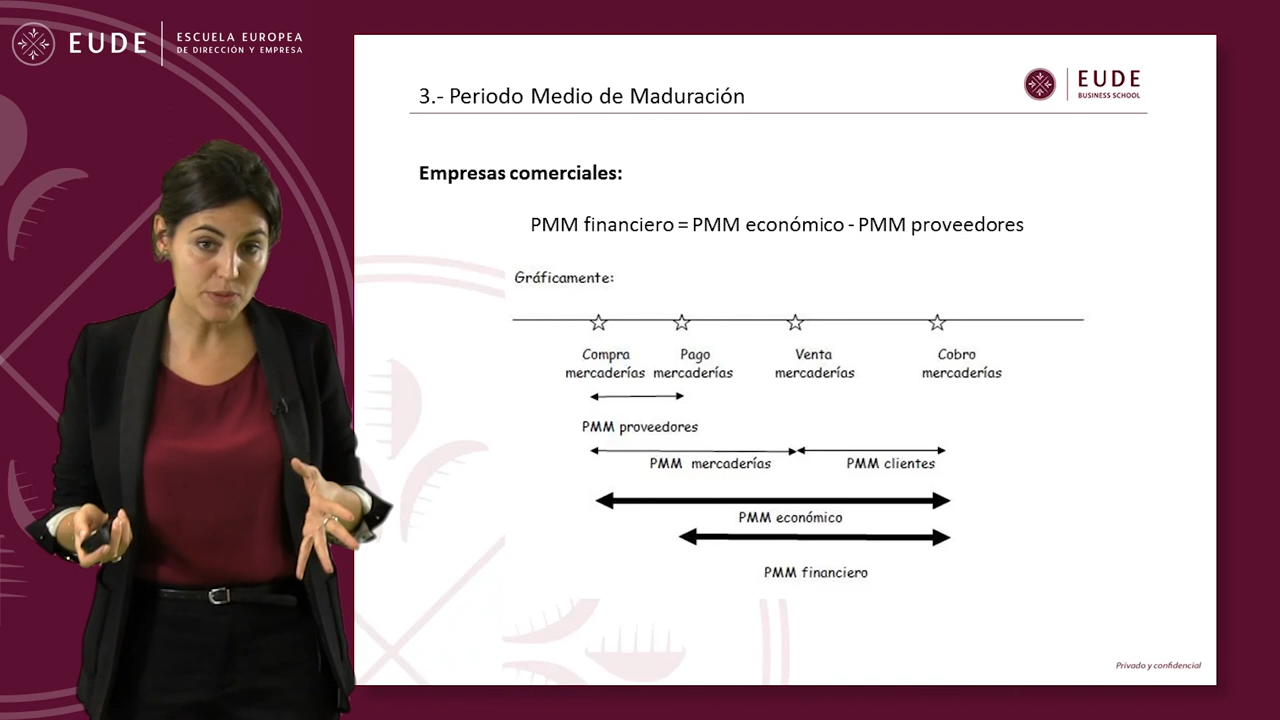 EUDE
ESCUELA EUROPEA
DE DIRECCIÓN Y EMPRESA
3.- Periodo Medio de Maduración
EUDE
BUSINESS SCHOOL
Empresas comerciales:
PMM financiero = PMM económico - PMM proveedores
Gráficamente:
Compra Pago Venta Cobro
mercaderías mercaderías mercaderías mercaderías
PMM proveedores
PMM mercaderías PMM clientes
PMM económico
PMM financiero
Privado y confidencial